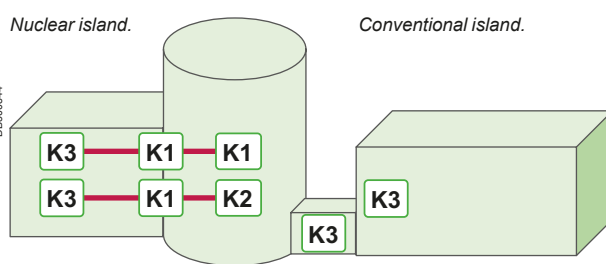 Nuclear island.
Conventional island.
K3 K1 K1
K3 K1 K2
K3
K3